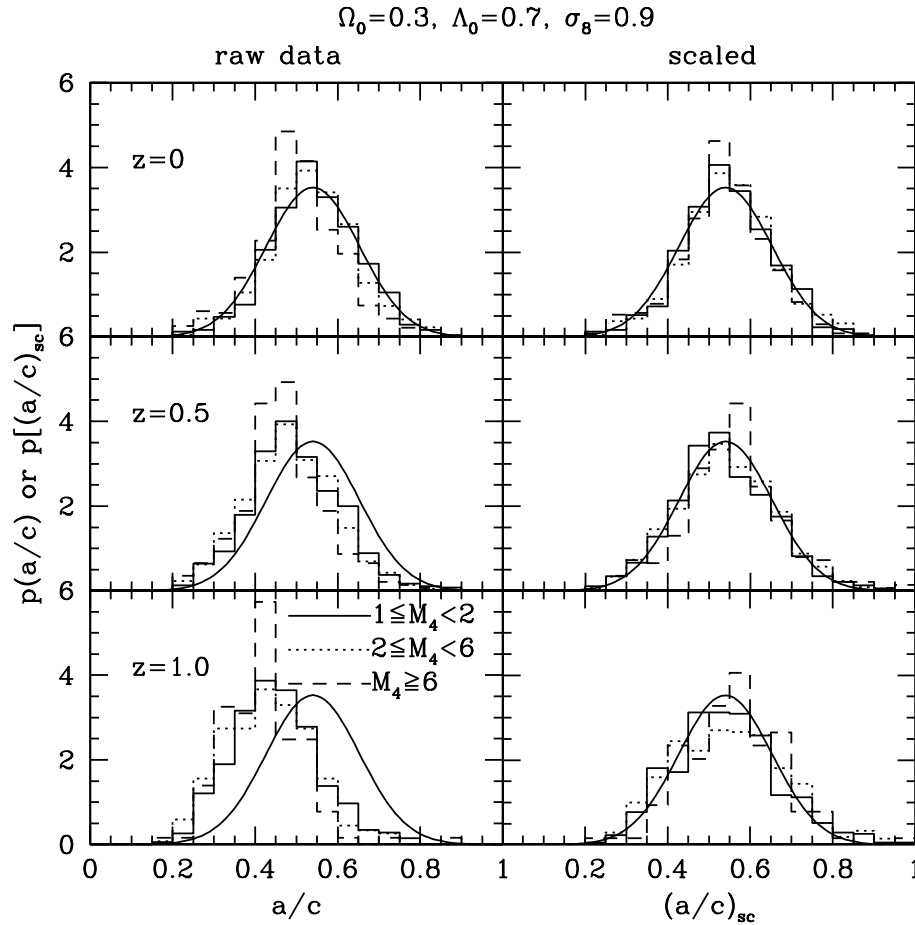 Ω₀=0.3, Λ₀=0.7, σ₈=0.9
raw data scaled
6
z=0
4
2
6
z=0.5
4
2
p(a/c) or p[(a/c)sc]
6
1≦M₄<2
2≦M₄<6
M₄≧6
z=1.0
4
2
0
0 0.2 0.4 0.6 0.8 1 0.2 0.4 0.6 0.8 1
a/c (a/c)sc